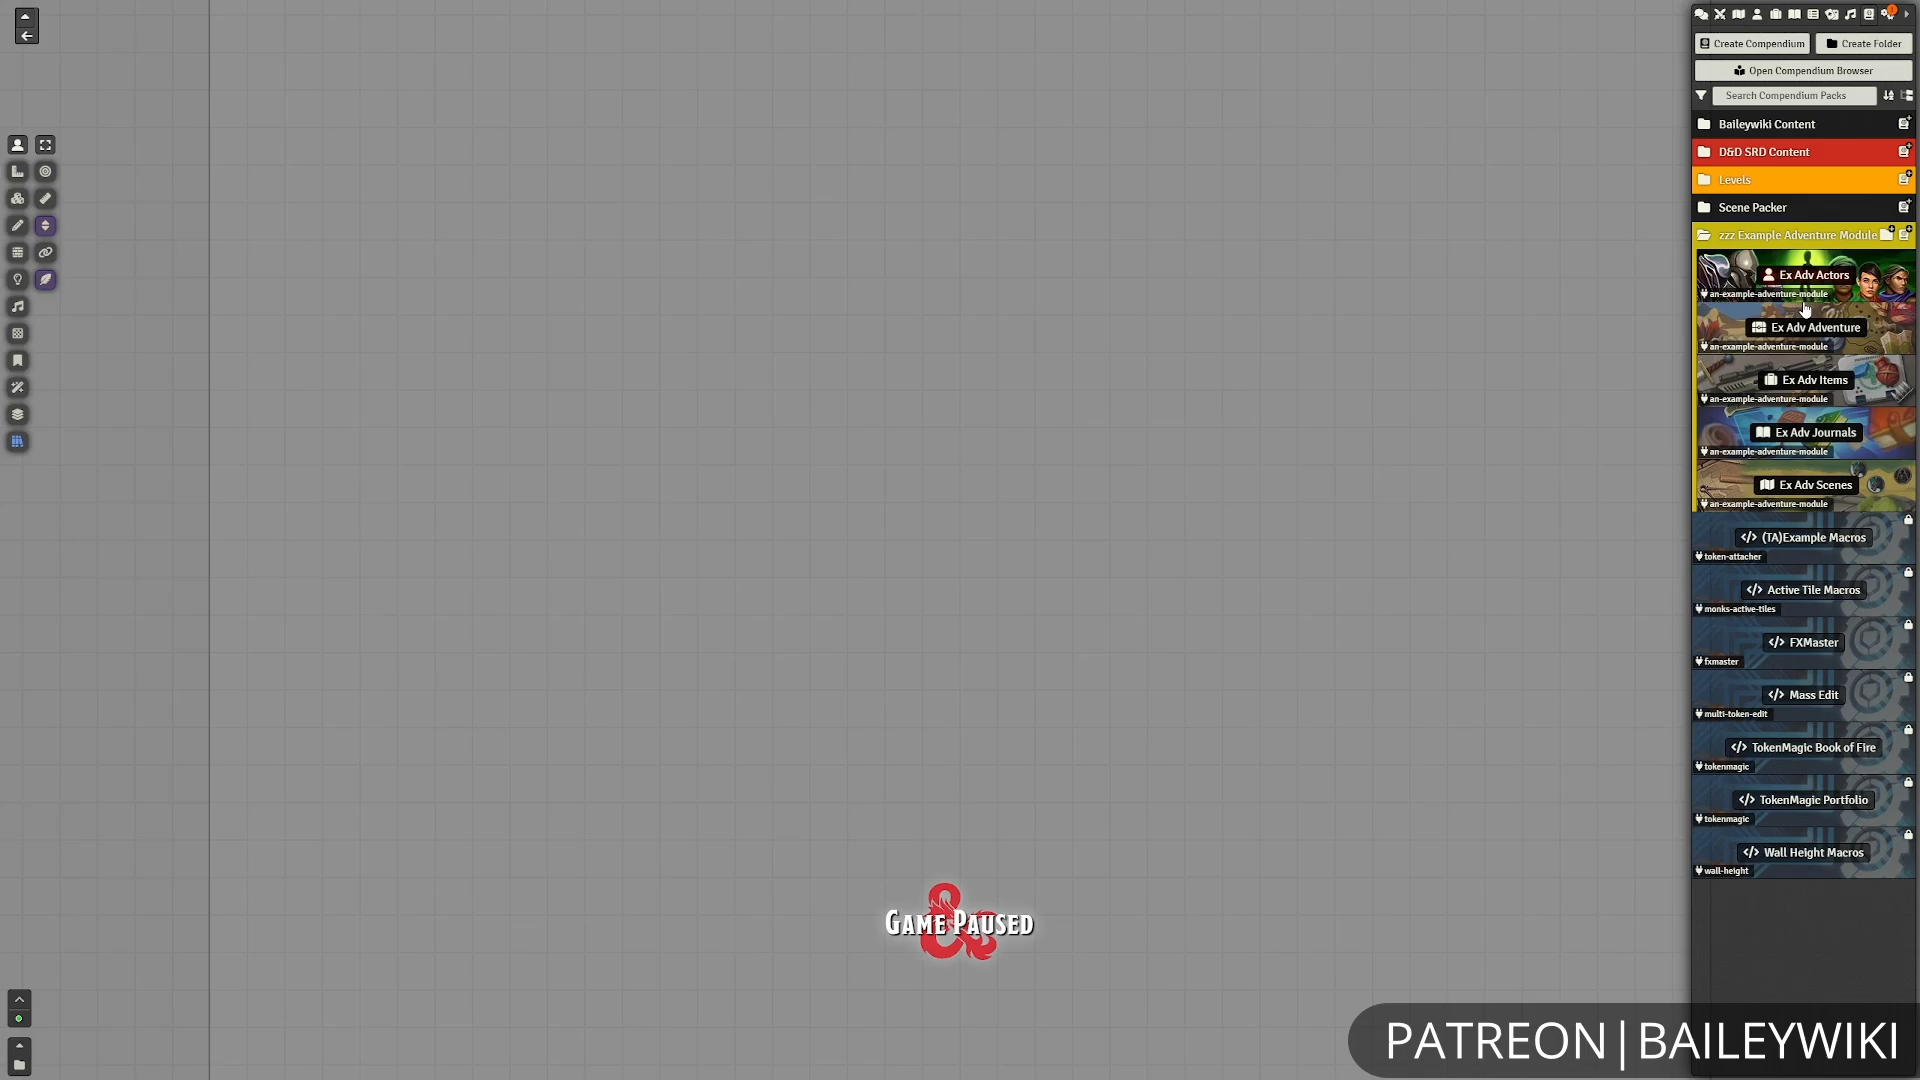 Create Compendium
Create Folder
Open Compendium Browser
Search Compendium Packs
Baileywiki Content
D&D SRD Content
Levels
Scene Packer
zzz Example Adventure Module
Ex Adv Actors
an-example-adventure-module
Ex Adv Adventure
an-example-adventure-module
Ex Adv Items
an-example-adventure-module
Ex Adv Journals
an-example-adventure-module
Ex Adv Scenes
an-example-adventure-module
(TA)Example Macros
token-attacher
Active Tile Macros
monks-active-tiles
FXMaster
fxmaster
Mass Edit
multi-token-edit
TokenMagic Book of Fire
tokenmagic
TokenMagic Portfolio
tokenmagic
Wall Height Macros
wall-height
GAME PAUSED
PATREON|BAILEYWIKI